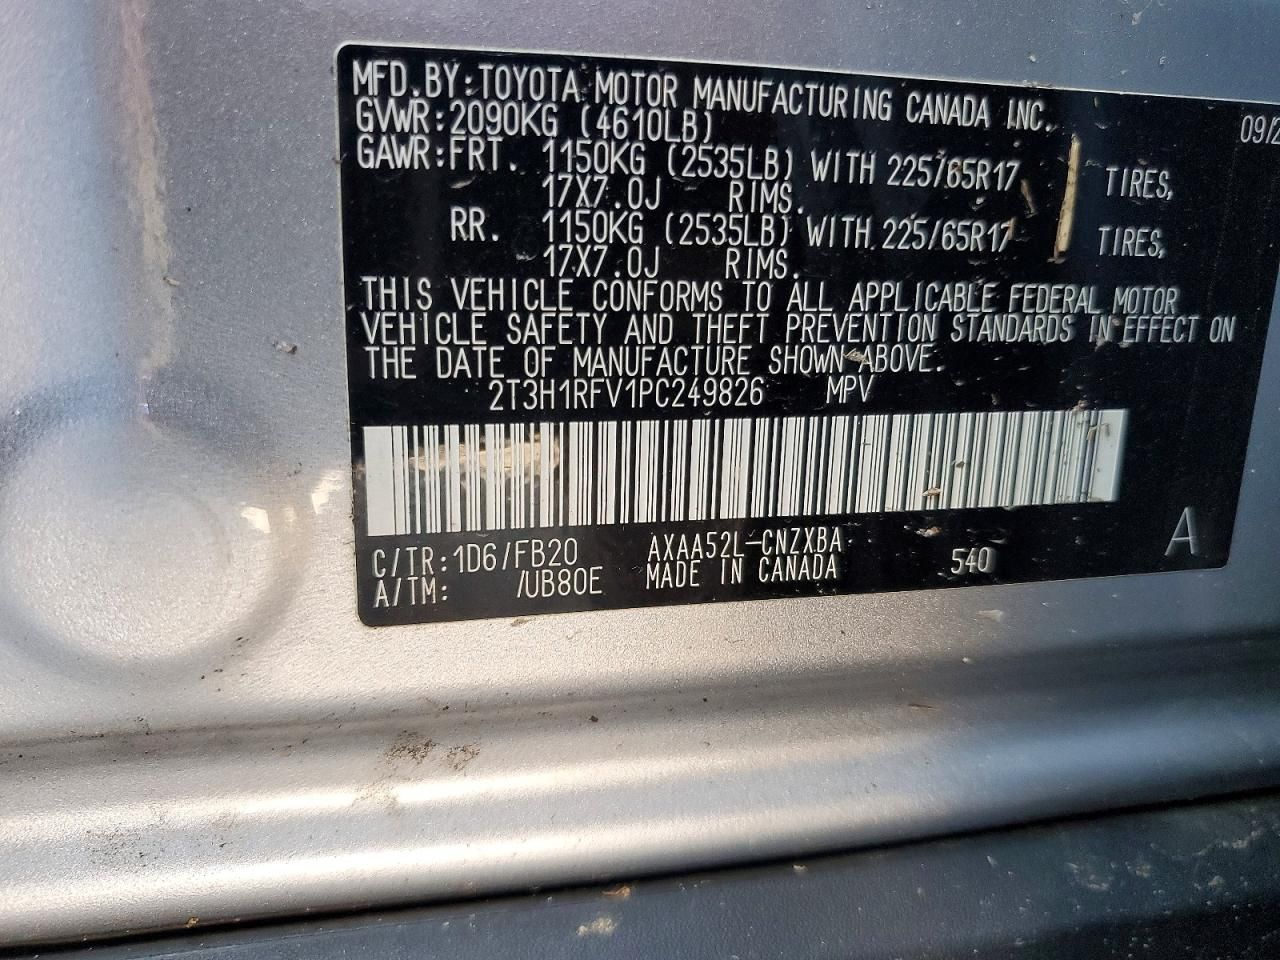 MFD.BY:TOYOTA MOTOR MANUFACTURING CANADA INC. 09/2
GVWR:2090KG (4610LB)
GAWR:FRT. 1150KG (2535LB) WITH 225/65R17 TIRES,
17X7.0J RIMS.
RR. 1150KG (2535LB) WITH 225/65R17 TIRES,
17X7.0J RIMS.
THIS VEHICLE CONFORMS TO ALL APPLICABLE FEDERAL MOTOR
VEHICLE SAFETY AND THEFT PREVENTION STANDARDS IN EFFECT ON
THE DATE OF MANUFACTURE SHOWN ABOVE.
2T3H1RFV1PC249826 MPV
C/TR:1D6/FB20 AXAA52L-CNZXBA 540 A
A/TM: /UB80E MADE IN CANADA